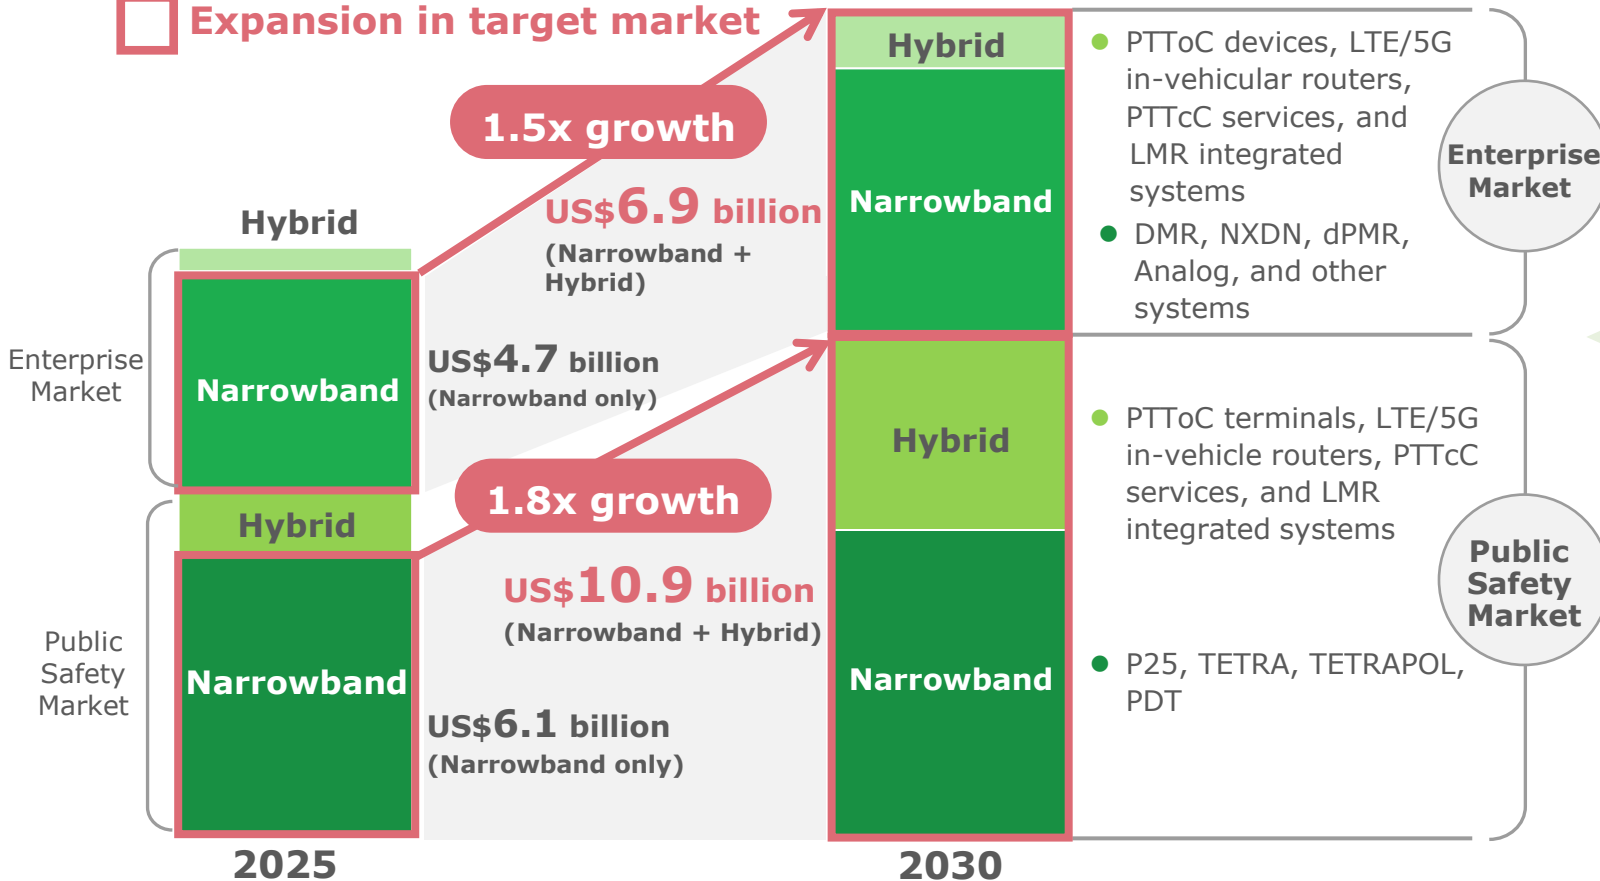 Expansion in target market
1.5x growth
US$6.9 billion
(Narrowband +
Hybrid)
US$4.7 billion
(Narrowband only)
1.8x growth
US$10.9 billion
(Narrowband + Hybrid)
US$6.1 billion
(Narrowband only)
Hybrid
Narrowband
Enterprise
Market
Hybrid
Narrowband
Public
Safety
Market
2025
Hybrid
Narrowband
Hybrid
Narrowband
2030
PTToC devices, LTE/5G
in-vehicular routers,
PTTcC services, and
LMR integrated
systems
DMR, NXDN, dPMR,
Analog, and other
systems
Enterprise
Market
PTToC terminals, LTE/5G
in-vehicle routers, PTTcC
services, and LMR
integrated systems
P25, TETRA, TETRAPOL,
PDT
Public
Safety
Market